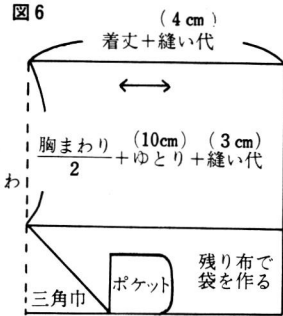 図6
(4cm)
着丈+縫い代
胸まわり/2+ゆとり(10cm)+縫い代(3cm)
わ
三角巾
ポケット
残り布で
袋を作る